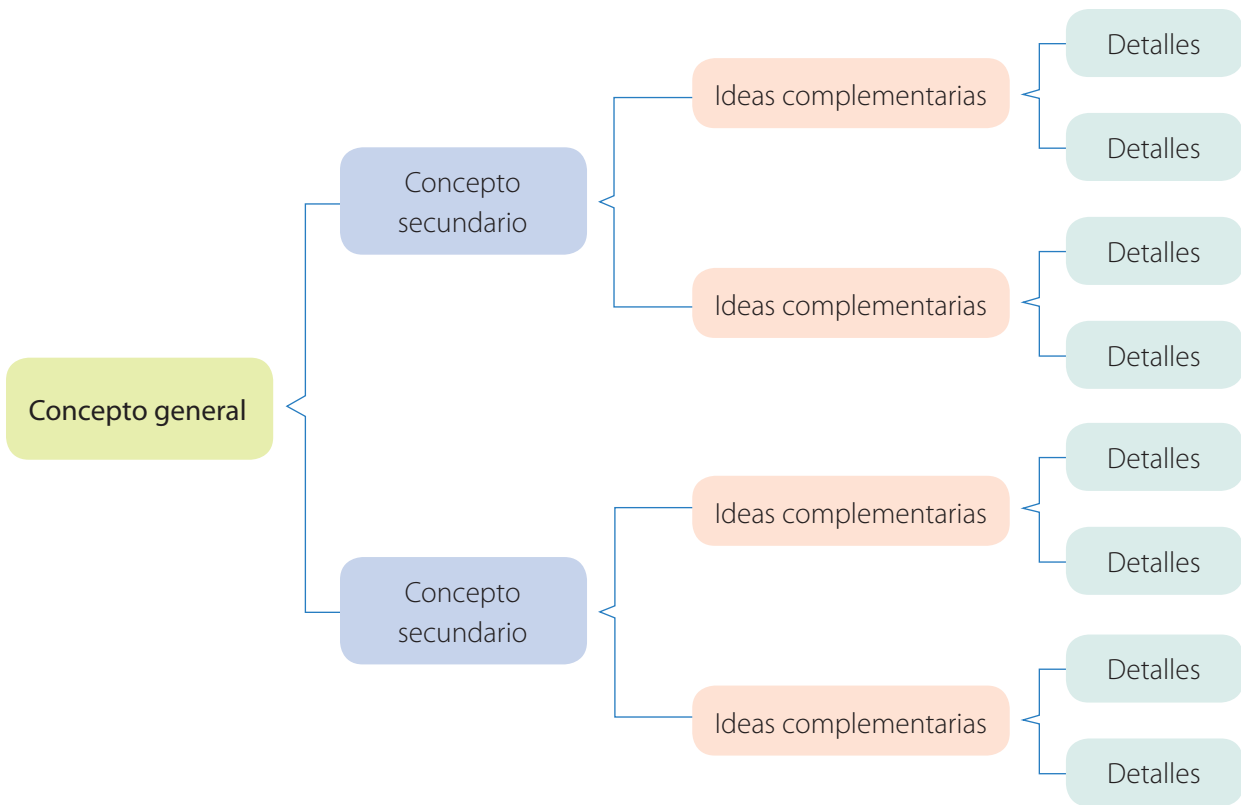 Concepto general
Concepto
secundario
Ideas complementarias
Detalles
Detalles
Ideas complementarias
Detalles
Detalles
Concepto
secundario
Ideas complementarias
Detalles
Detalles
Ideas complementarias
Detalles
Detalles